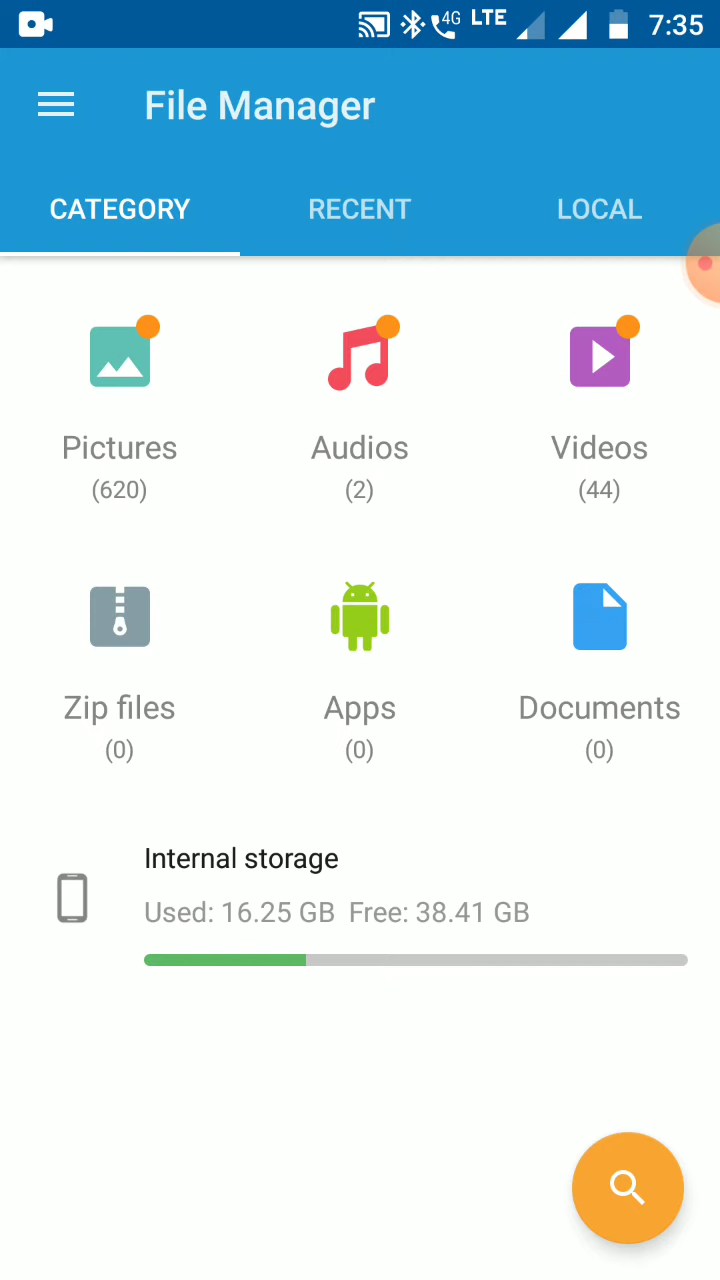 4G LTE 7:35
File Manager
CATEGORY RECENT LOCAL
Pictures Audios Videos
(620) (2) (44)
Zip files Apps Documents
(0) (0) (0)
Internal storage
Used: 16.25 GB Free: 38.41 GB